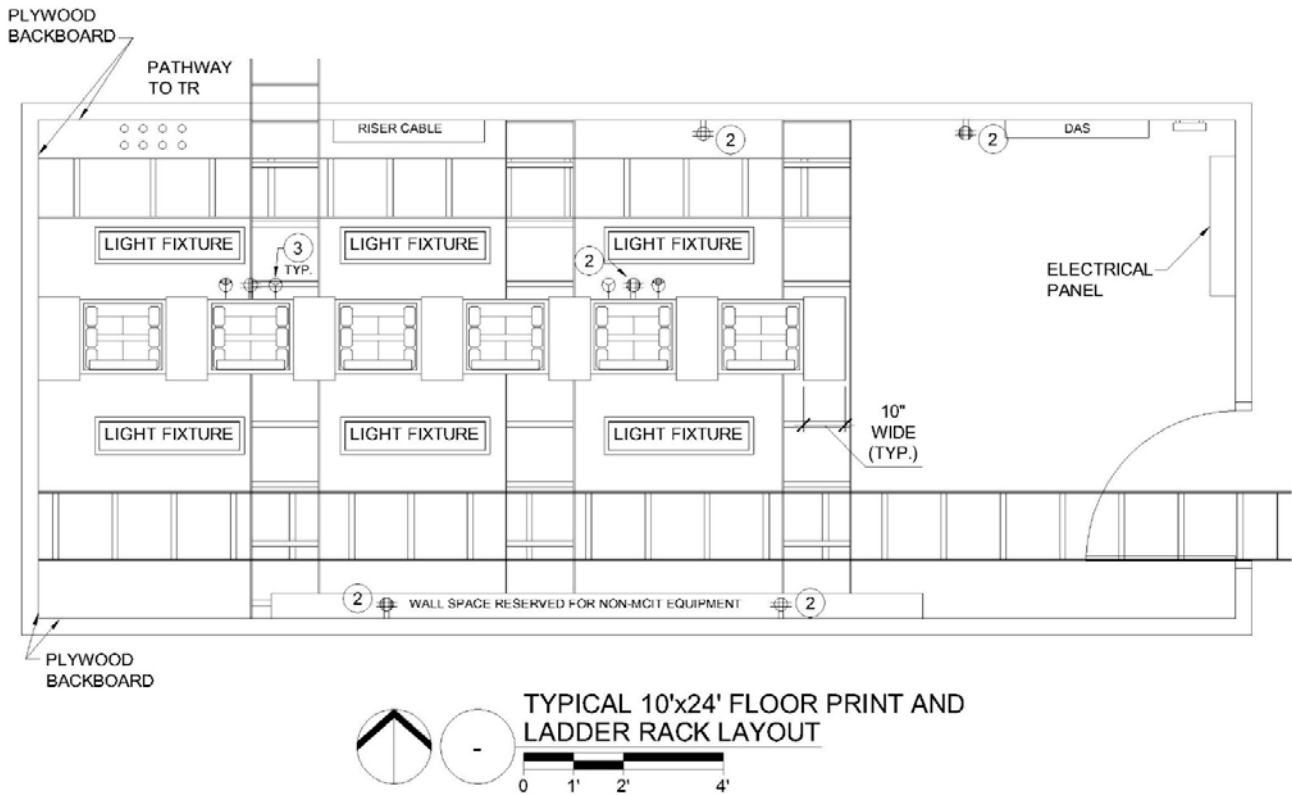 PLYWOOD
BACKBOARD
PATHWAY
TO TR
RISER CABLE
2
2
DAS
LIGHT FIXTURE
LIGHT FIXTURE
LIGHT FIXTURE
3
TYP.
2
ELECTRICAL
PANEL
LIGHT FIXTURE
LIGHT FIXTURE
LIGHT FIXTURE
10"
WIDE
(TYP.)
2
WALL SPACE RESERVED FOR NON-MCIT EQUIPMENT
2
PLYWOOD
BACKBOARD
-
TYPICAL 10'x24' FLOOR PRINT AND
LADDER RACK LAYOUT
0 1' 2' 4'